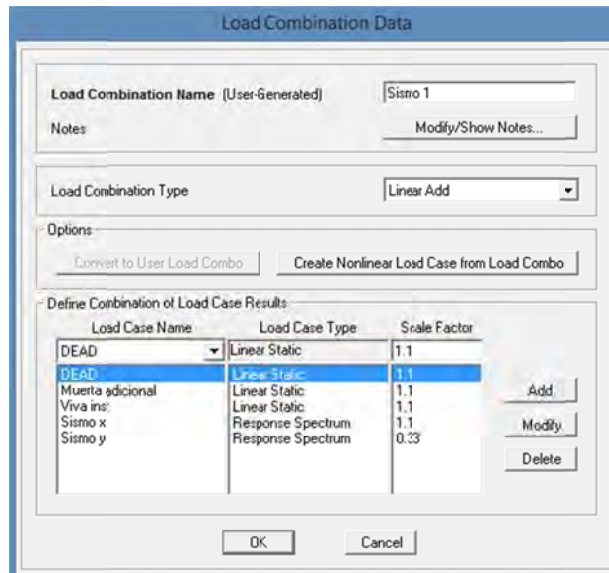 Load Combination Data
Load Combination Name (User-Generated) Sismo 1
Notes Modify/Show Notes...
Load Combination Type Linear Add
Options
Convert to User Load Combo Create Nonlinear Load Case from Load Combo
Define Combination of Load Case Results
Load Case Name Load Case Type Scale Factor
DEAD Linear Static 1.1
DEAD Linear Static 1.1
Muerta adicional Linear Static 1.1
Viva ins: Linear Static 1.1
Sismo x Response Spectrum 1.1
Sismo y Response Spectrum 0.33
Add
Modify
Delete
OK Cancel